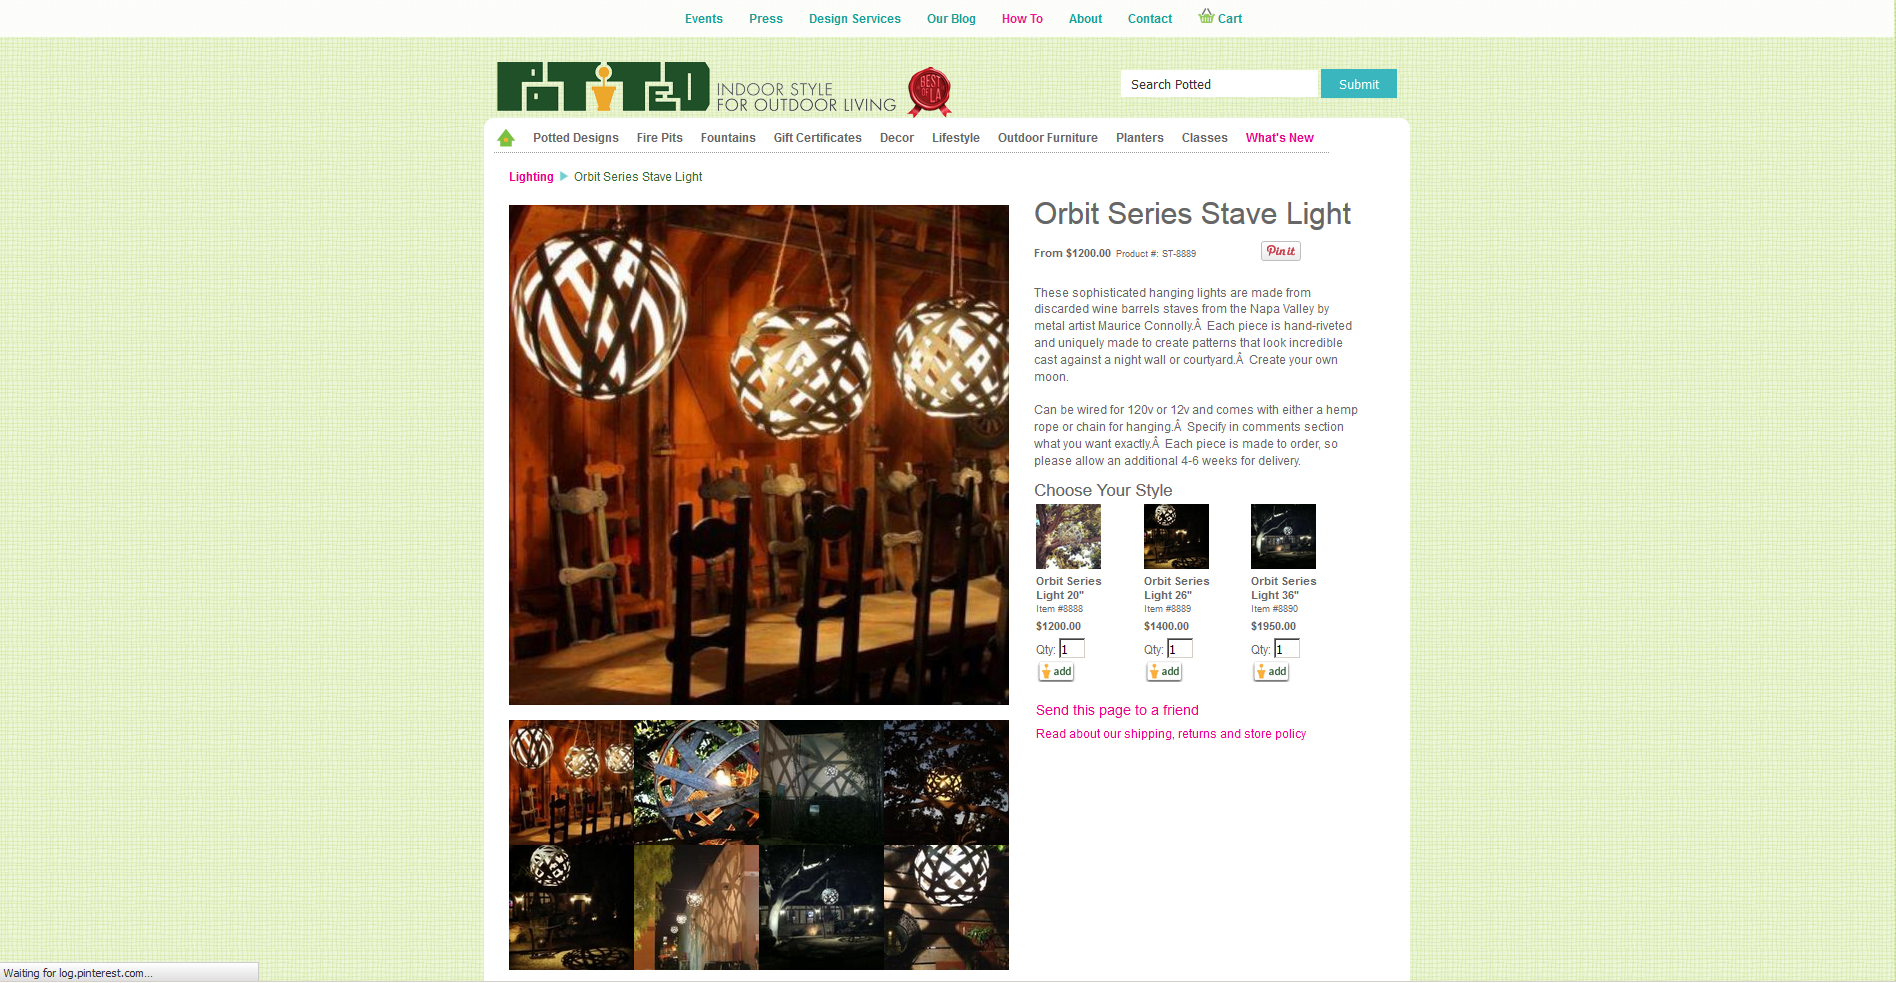 Events Press Design Services Our Blog How To About Contact Cart
POTTED
INDOOR STYLE
FOR OUTDOOR LIVING
BEST
OF LA
Search Potted Submit
Potted Designs Fire Pits Fountains Gift Certificates Decor Lifestyle Outdoor Furniture Planters Classes What's New
Lighting Orbit Series Stave Light
Orbit Series Stave Light
From $1200.00 Product #: ST-8889
Pin it
These sophisticated hanging lights are made from
discarded wine barrels staves from the Napa Valley by
metal artist Maurice Connolly.Â Each piece is hand-riveted
and uniquely made to create patterns that look incredible
cast against a night wall or courtyard.Â Create your own
moon.
Can be wired for 120v or 12v and comes with either a hemp
rope or chain for hanging.Â Specify in comments section
what you want exactly.Â Each piece is made to order, so
please allow an additional 4-6 weeks for delivery.
Choose Your Style
Orbit Series
Light 20"
Item #8888
$1200.00
Qty: 1
add
Orbit Series
Light 26"
Item #8889
$1400.00
Qty: 1
add
Orbit Series
Light 36"
Item #8890
$1950.00
Qty: 1
add
Send this page to a friend
Read about our shipping, returns and store policy
Waiting for log.pinterest.com...